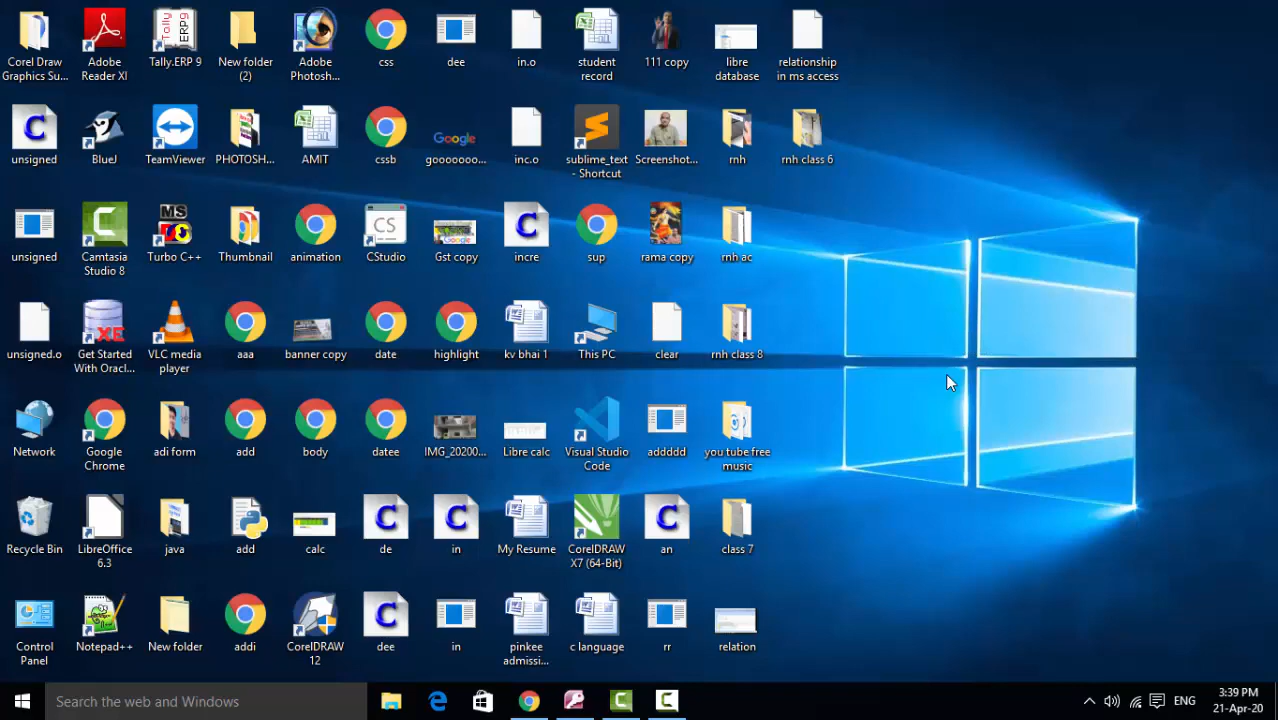 Corel Draw
Graphics Su...
Adobe
Reader XI
Tally.ERP 9
New folder
(2)
Adobe
Photosh...
css
dee
in.o
student
record
111 copy
libre
database
relationship
in ms access
unsigned
BlueJ
TeamViewer
PHOTOSH...
AMIT
cssb
Google
gooooooo...
inc.o
sublime_text
- Shortcut
Screenshot...
rnh
rnh class 6
unsigned
Camtasia
Studio 8
MS
Turbo C++
Thumbnail
animation
CS
CStudio
Gst copy
incre
sup
rama copy
rnh ac
unsigned.o
XE
Get Started
With Oracl...
VLC media
player
aaa
banner copy
date
highlight
kv bhai 1
This PC
clear
rnh class 8
Network
Google
Chrome
adi form
add
body
datee
IMG_20200...
Libre calc
Visual Studio
Code
addddd
you tube free
music
Recycle Bin
LibreOffice
6.3
java
add
calc
de
in
My Resume
CorelDRAW
X7 (64-Bit)
an
class 7
Control
Panel
Notepad++
New folder
addi
CorelDRAW
12
dee
in
pinkee
admissi...
c language
rr
relation
Search the web and Windows
ENG
3:39 PM
21-Apr-20